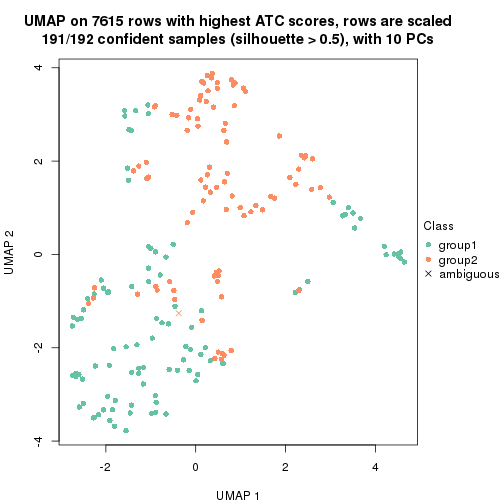 UMAP on 7615 rows with highest ATC scores, rows are scaled
191/192 confident samples (silhouette > 0.5), with 10 PCs
4
2
0
-2
-4
UMAP 2
-2
0
2
4
UMAP 1
Class
group1
group2
ambiguous